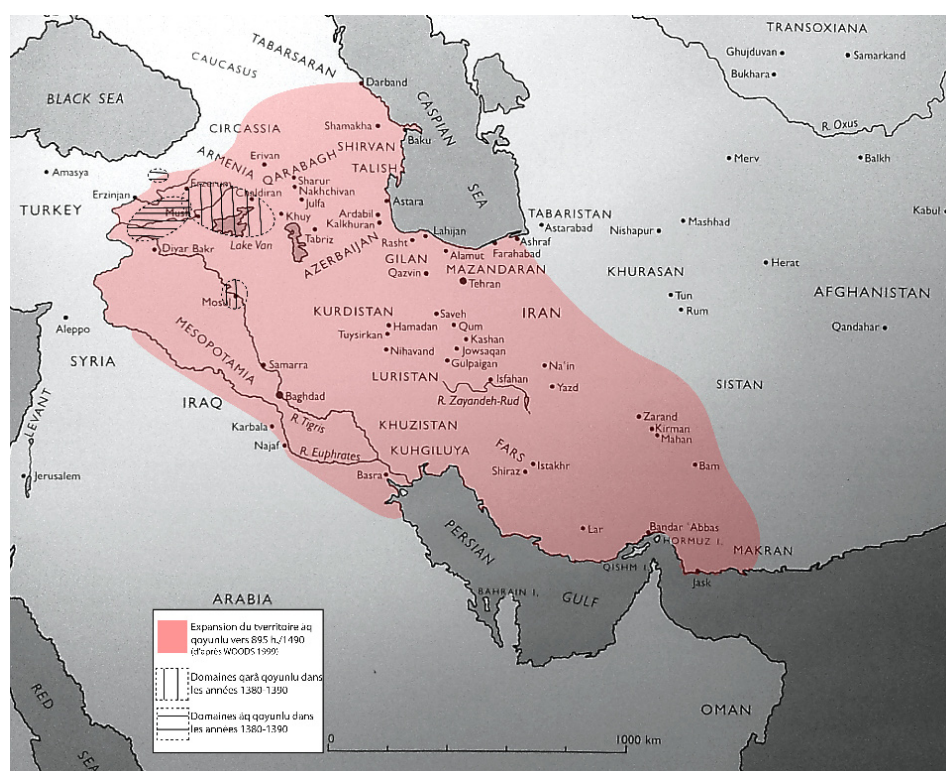 TRANSOXIANA
TABARSARAN
CAUCASUS
Ghujduvan
Samarkand
Bukhara
Darband
BLACK SEA
CASPIAN
SEA
R. Oxus
CIRCASSIA
Shamakha
Baku
SHIRVAN
ARMENIA
Erivan
QARABAGH
TALISH
Merv
Balkh
Amasya
Sharur
Nakhchivan
Julfa
Erzinjan
Erzerum
Chaldiran
Astara
TURKEY
Mush
Khuy
Ardabil
Kalkhuran
TABARISTAN
Astarabad
Mashhad
Kabul
Nishapur
Lake Van
Tabriz
AZERBAIJAN
Rasht
Lahijan
Ashraf
Farahabad
Diyar Bakr
GILAN
Alamut
Qazvin
MAZANDARAN
Tehran
KHURASAN
Herat
Mosul
Tun
Rum
AFGHANISTAN
KURDISTAN
Saveh
IRAN
Aleppo
MESOPOTAMIA
Hamadan
Qum
Qandahar
Tuysirkan
Kashan
Nihavand
Jowsaqan
Gulpaigan
SYRIA
Samarra
Na'in
LURISTAN
Isfahan
Yazd
SISTAN
Baghdad
R. Zayandeh-Rud
IRAQ
LEVANT
R. Tigris
Karbala
KHUZISTAN
Zarand
Kirman
Mahan
Najaf
R. Euphrates
KUHGILUYA
FARS
Istakhr
Shiraz
Bam
Jerusalem
Basra
PERSIAN
GULF
Lar
Bandar 'Abbas
HORMUZ I.
MAKRAN
QISHM I.
Jask
BAHRAIN I.
ARABIA
Expansion du tverritoire āq
qoyunlu vers 895 h./1490
(d'après WOODS 1999)
Domaines qarā qoyunlu dans
les années 1380-1390
Domaines āq qoyunlu dans
les années 1380-1390
RED
SEA
OMAN
0
1000 km